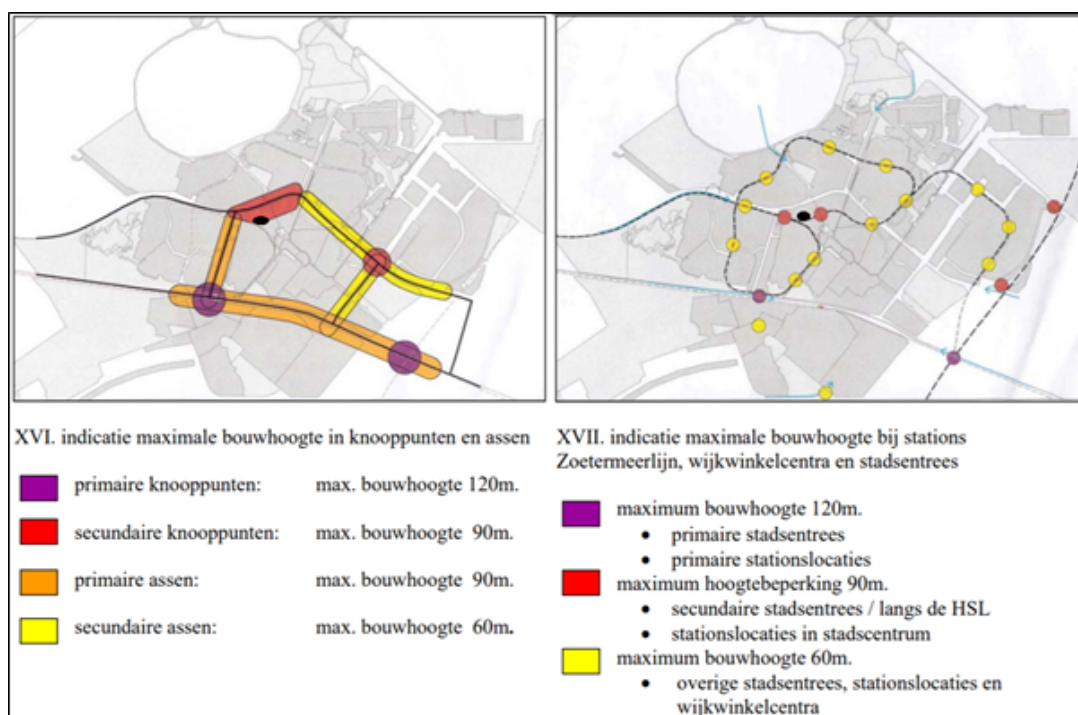 XVI. indicatie maximale bouwhoogte in knooppunten en assen
primaire knooppunten: max. bouwhoogte 120m.
secundaire knooppunten: max. bouwhoogte 90m.
primaire assen: max. bouwhoogte 90m.
secundaire assen: max. bouwhoogte 60m.
XVII. indicatie maximale bouwhoogte bij stations
Zoetermeerlijn, wijkwinkelcentra en stadsentrees
maximum bouwhoogte 120m.
• primaire stadsentrees
• primaire stationslocaties
maximum hoogtebeperking 90m.
• secundaire stadsentrees / langs de HSL
• stationslocaties in stadscentrum
maximum bouwhoogte 60m.
• overige stadsentrees, stationslocaties en
wijkwinkelcentra